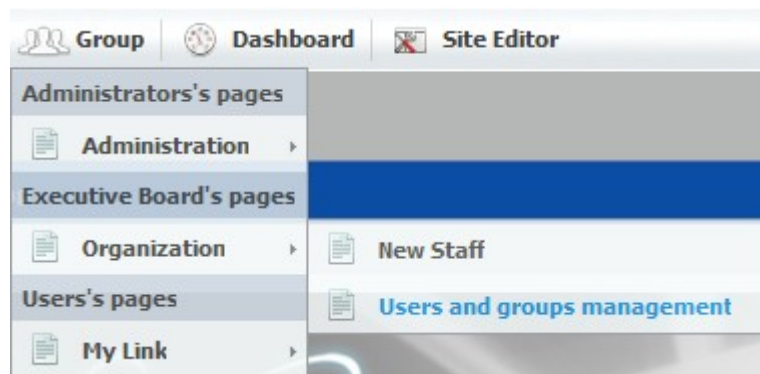 Group Dashboard Site Editor
Administrators's pages
Administration
Executive Board's pages
Organization
New Staff
Users's pages
Users and groups management
My Link